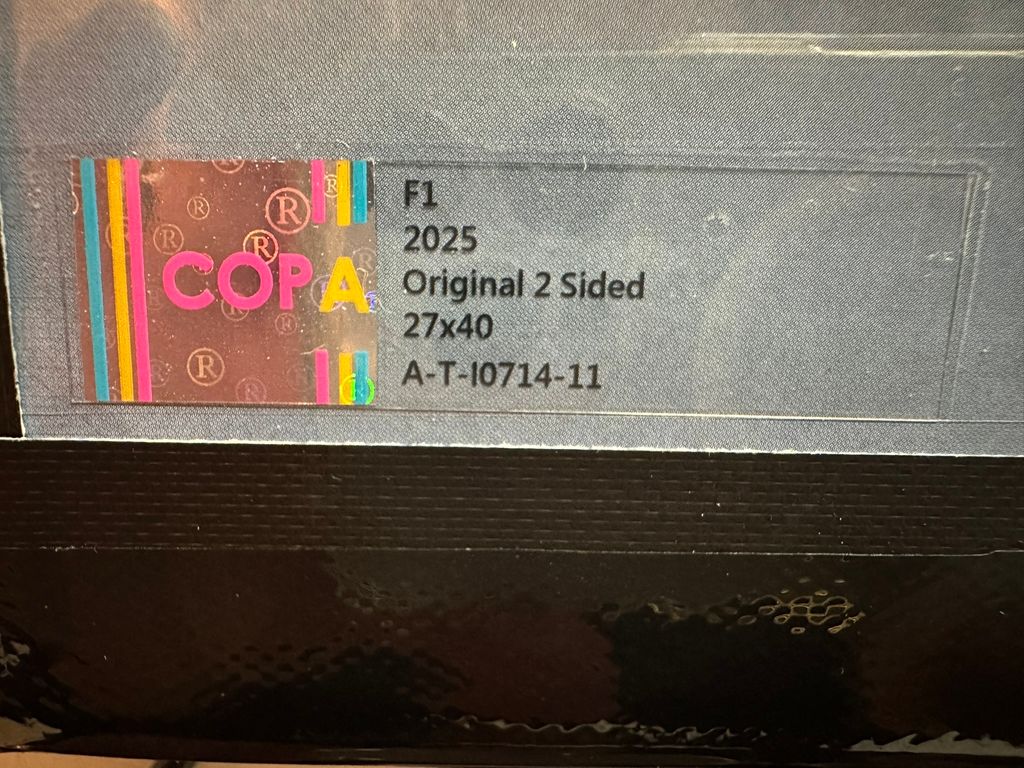 COPA
F1
2025
Original 2 Sided
27x40
A-T-I0714-11